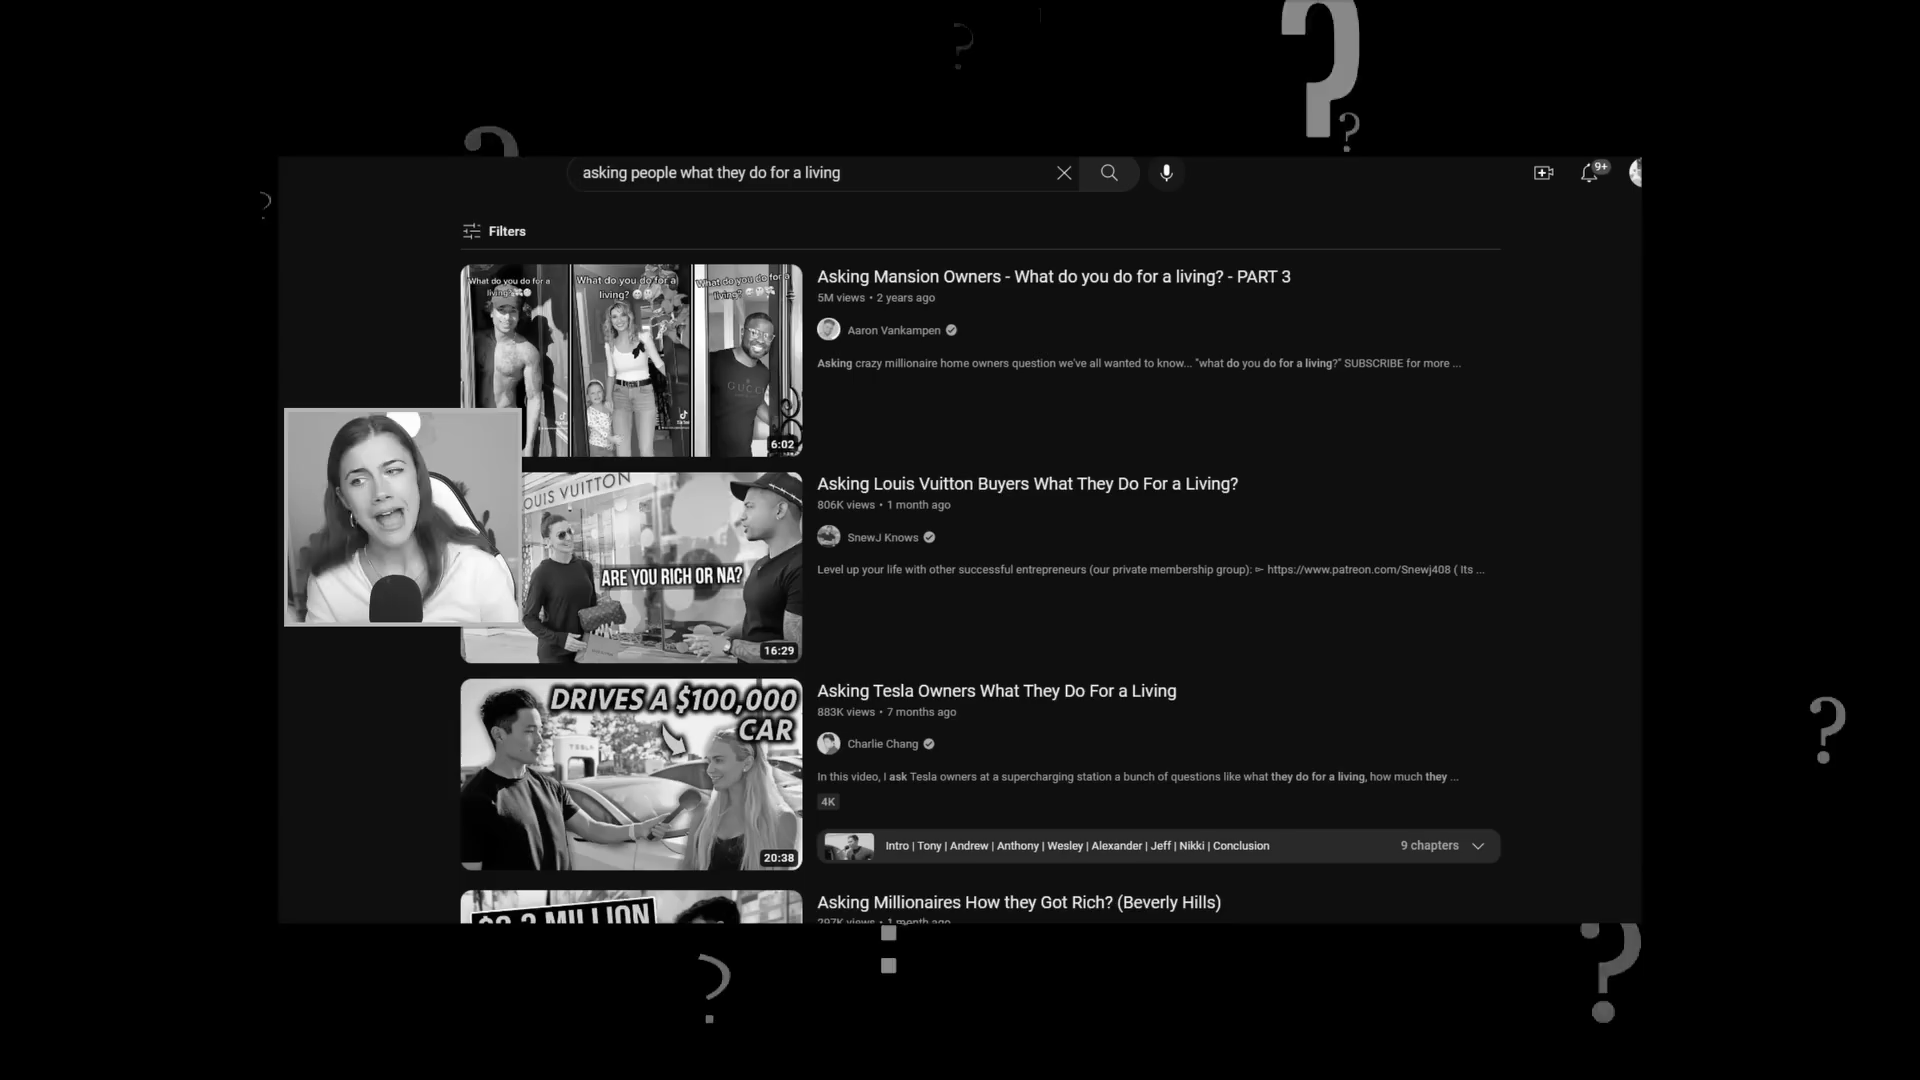 asking people what they do for a living
9+
Filters
What do you do for a
living?
What do you do for a
living?
What do you do for a
living?
GUCCI
6:02
Asking Mansion Owners - What do you do for a living? - PART 3
5M views • 2 years ago
Aaron Vankampen
Asking crazy millionaire home owners question we've all wanted to know... "what do you do for a living?" SUBSCRIBE for more ...
OUIS VUITTON
ARE YOU RICH OR NA?
16:29
Asking Louis Vuitton Buyers What They Do For a Living?
806K views • 1 month ago
SnewJ Knows
Level up your life with other successful entrepreneurs (our private membership group): ► https://www.patreon.com/Snewj408 ( Its ...
DRIVES A $100,000
CAR
TESLA
20:38
Asking Tesla Owners What They Do For a Living
883K views • 7 months ago
Charlie Chang
In this video, I ask Tesla owners at a supercharging station a bunch of questions like what they do for a living, how much they ...
4K
Intro | Tony | Andrew | Anthony | Wesley | Alexander | Jeff | Nikki | Conclusion
9 chapters
MILLION
Asking Millionaires How they Got Rich? (Beverly Hills)
297K views • 1 month ago
? ? ? ? ? ? ?